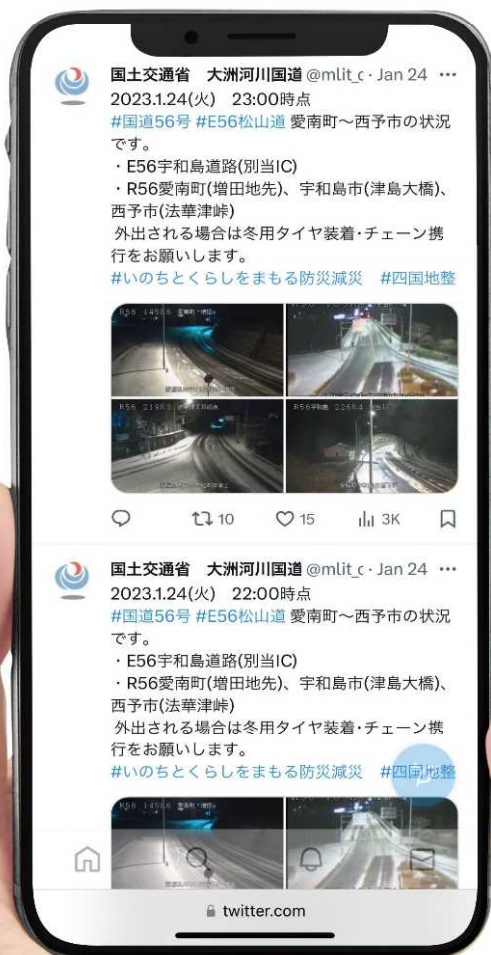 国土交通省 大洲河川国道 @mlit_c · Jan 24 ···
2023.1.24(火) 23:00時点
#国道56号 #E56松山道 愛南町～西予市の状況
です。
・E56宇和島道路(別当IC)
・R56愛南町(増田地先)、宇和島市(津島大橋)、
西予市(法華津峠)
外出される場合は冬用タイヤ装着・チェーン携
行をお願いします。
#いのちとくらしをまもる防災減災 #四国地整
10 15 3K
国土交通省 大洲河川国道 @mlit_c · Jan 24 ···
2023.1.24(火) 22:00時点
#国道56号 #E56松山道 愛南町～西予市の状況
です。
・E56宇和島道路(別当IC)
・R56愛南町(増田地先)、宇和島市(津島大橋)、
西予市(法華津峠)
外出される場合は冬用タイヤ装着・チェーン携
行をお願いします。
#いのちとくらしをまもる防災減災 #四国地整
twitter.com